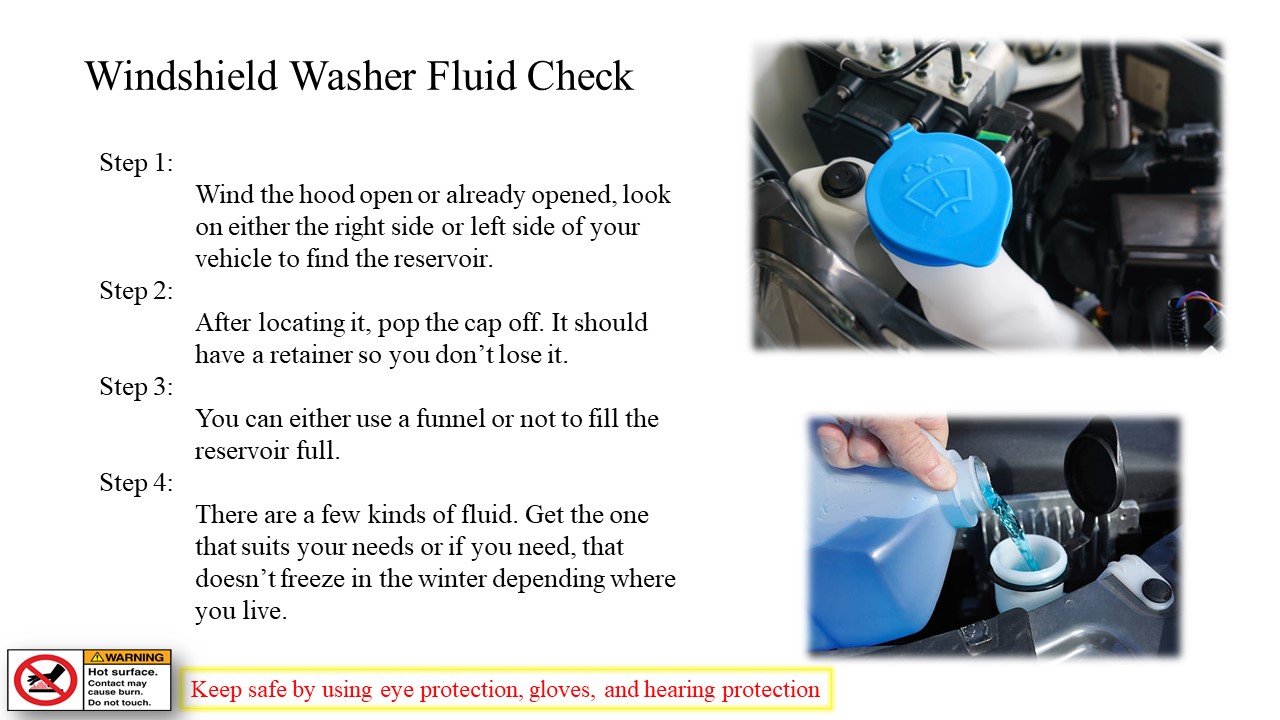 Windshield Washer Fluid Check
Step 1:
Wind the hood open or already opened, look
on either the right side or left side of your
vehicle to find the reservoir.
Step 2:
After locating it, pop the cap off. It should
have a retainer so you don’t lose it.
Step 3:
You can either use a funnel or not to fill the
reservoir full.
Step 4:
There are a few kinds of fluid. Get the one
that suits your needs or if you need, that
doesn’t freeze in the winter depending where
you live.
WARNING
Hot surface.
Contact may
cause burn.
Do not touch.
Keep safe by using eye protection, gloves, and hearing protection